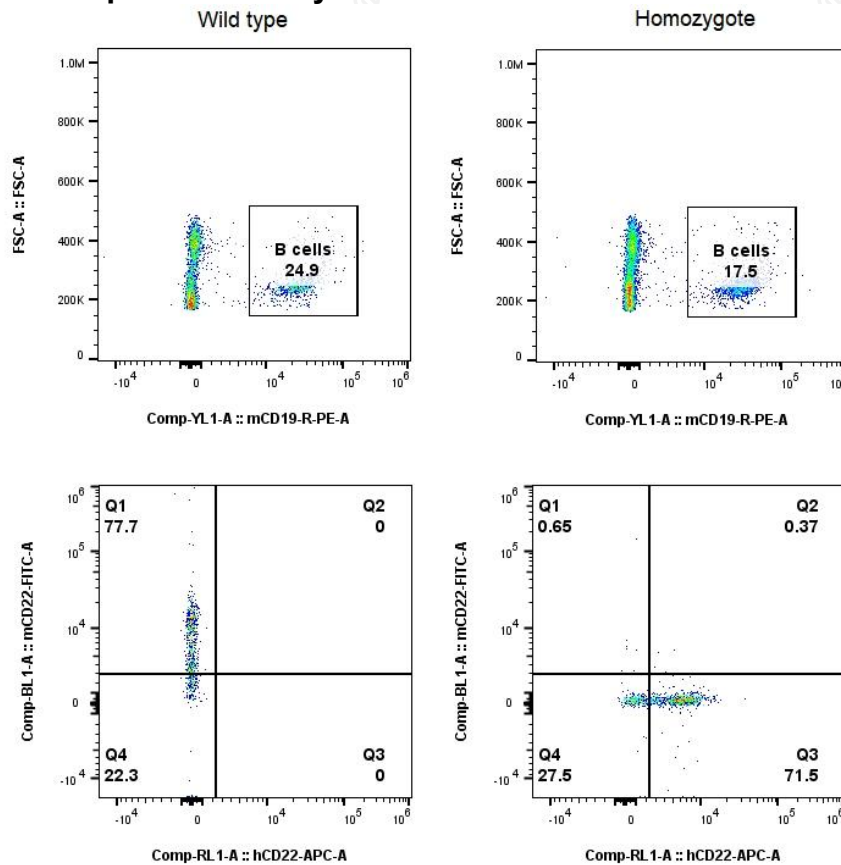 Wild type
Homozygote
1.0M
800K
600K
400K
200K
0
FSC-A :: FSC-A
B cells
24.9
-10^4
0
10^4
10^5
10^6
Comp-YL1-A :: mCD19-R-PE-A
1.0M
800K
600K
400K
200K
0
FSC-A :: FSC-A
B cells
17.5
-10^4
0
10^4
10^5
Comp-YL1-A :: mCD19-R-PE-A
10^6
10^5
10^4
0
-10^4
Comp-BL1-A :: mCD22-FITC-A
Q1
77.7
Q2
0
Q4
22.3
Q3
0
-10^4
0
10^4
10^5
10^6
Comp-RL1-A :: hCD22-APC-A
10^6
10^5
10^4
0
-10^4
Comp-BL1-A :: mCD22-FITC-A
Q1
0.65
Q2
0.37
Q4
27.5
Q3
71.5
-10^4
0
10^4
10^5
10^6
Comp-RL1-A :: hCD22-APC-A